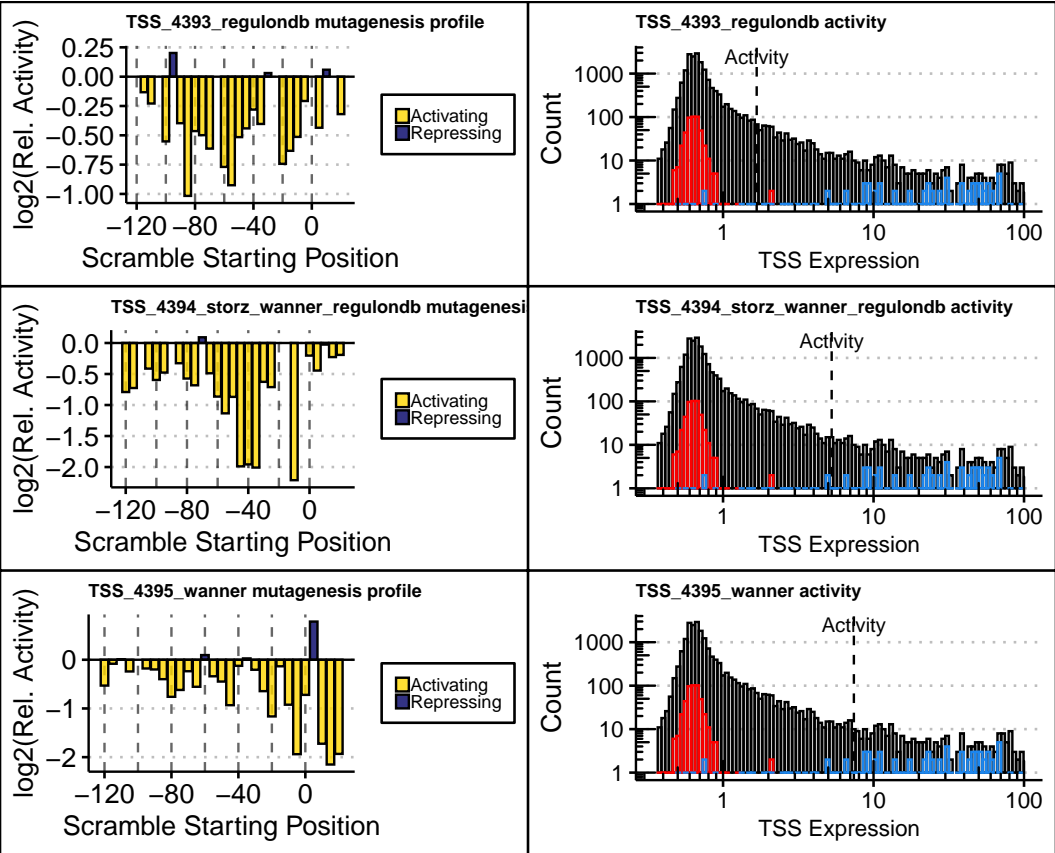 TSS_4393_regulondb mutagenesis profile
log2(Rel. Activity)
0.25
0.00
−0.25
−0.50
−0.75
−1.00
−120 −80 −40 0
Scramble Starting Position
Activating
Repressing
TSS_4393_regulondb activity
Activity
Count
1000
100
10
1
1 10 100
TSS Expression
TSS_4394_storz_wanner_regulondb mutagenesi
log2(Rel. Activity)
0.0
−0.5
−1.0
−1.5
−2.0
−120 −80 −40 0
Scramble Starting Position
Activating
Repressing
TSS_4394_storz_wanner_regulondb activity
Activity
Count
1000
100
10
1
1 10 100
TSS Expression
TSS_4395_wanner mutagenesis profile
log2(Rel. Activity)
0
−1
−2
−120 −80 −40 0
Scramble Starting Position
Activating
Repressing
TSS_4395_wanner activity
Activity
Count
1000
100
10
1
1 10 100
TSS Expression